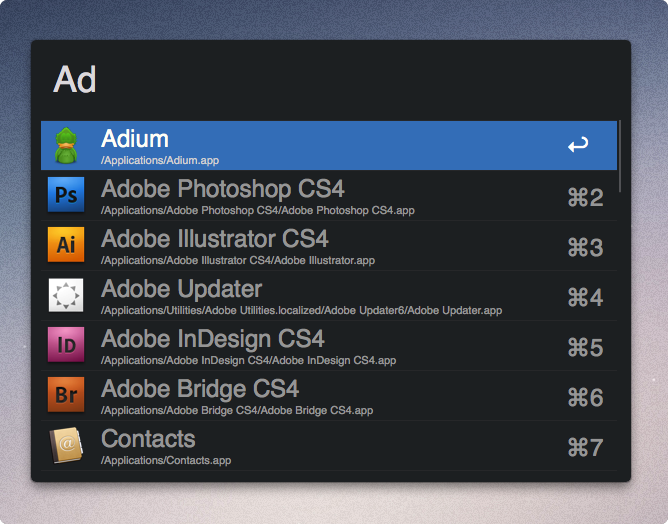 Ad
Adium
/Applications/Adium.app
Ps
Adobe Photoshop CS4
/Applications/Adobe Photoshop CS4/Adobe Photoshop CS4.app
⌘2
Ai
Adobe Illustrator CS4
/Applications/Adobe Illustrator CS4/Adobe Illustrator.app
⌘3
Adobe Updater
/Applications/Utilities/Adobe Utilities.localized/Adobe Updater6/Adobe Updater.app
⌘4
ID
Adobe InDesign CS4
/Applications/Adobe InDesign CS4/Adobe InDesign CS4.app
⌘5
Br
Adobe Bridge CS4
/Applications/Adobe Bridge CS4/Adobe Bridge CS4.app
⌘6
@
Contacts
/Applications/Contacts.app
⌘7